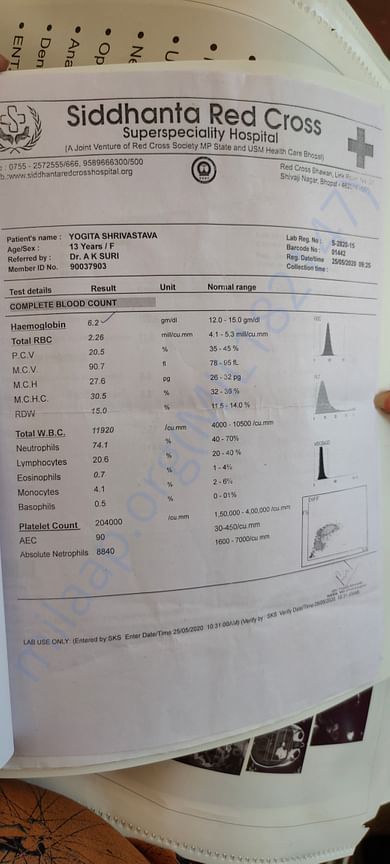 • ENT
• Den
• Ana
• Op
• Ne
• U
Siddhanta Red Cross
Superspeciality Hospital
(A Joint Venture of Red Cross Society MP State and USM Health Care Bhopal)
: 0755 - 2572555/666, 9589666300/500
:www.siddhantaredcrosshospital.org
Red Cross Bhawan, Link
Shivaji Nagar, Bhopal
Patient's name : YOGITA SHRIVASTAVA
Age/Sex : 13 Years / F
Referred by : Dr. A K SURI
Member ID No. 90037903
Lab Reg No : S-2820-15
Barcode No : 01442
Reg. Date/time 25/05/2020 09:25
Collection time :
Test details Result Unit Normal range
COMPLETE BLOOD COUNT
Haemoglobin 6.2 gm/dl 12.0 - 15.0 gm/dl
Total RBC 2.26 mill/cu.mm 4.1 - 5.3 mill/cu.mm
P.C.V 20.5 % 35 - 45 %
M.C.V. 90.7 fl 78 - 95 fL
M.C.H 27.6 pg 26 - 32 pg
M.C.H.C. 30.5 % 32 - 36 %
RDW 15.0 % 11.5 - 14.0 %
Total W.B.C. 11920 /cu.mm 4000 - 10500 /cu.mm
Neutrophils 74.1 % 40 - 70%
Lymphocytes 20.6 % 20 - 40 %
Eosinophils 0.7 % 1 - 4%
Monocytes 4.1 % 2 - 6%
Basophils 0.5 % 0 - 01%
Platelet Count 204000 /cu.mm 1,50,000 - 4,00,000 /cu.mm
AEC 90 30-450/cu.mm
Absolute Netrophils 8840 1600 - 7000/cu mm
LAB USE ONLY: (Entered by SKS Enter Date/Time 25/05/2020 10:31:00AM) (Verify by : SKS Verify Date/Time
milaap.org